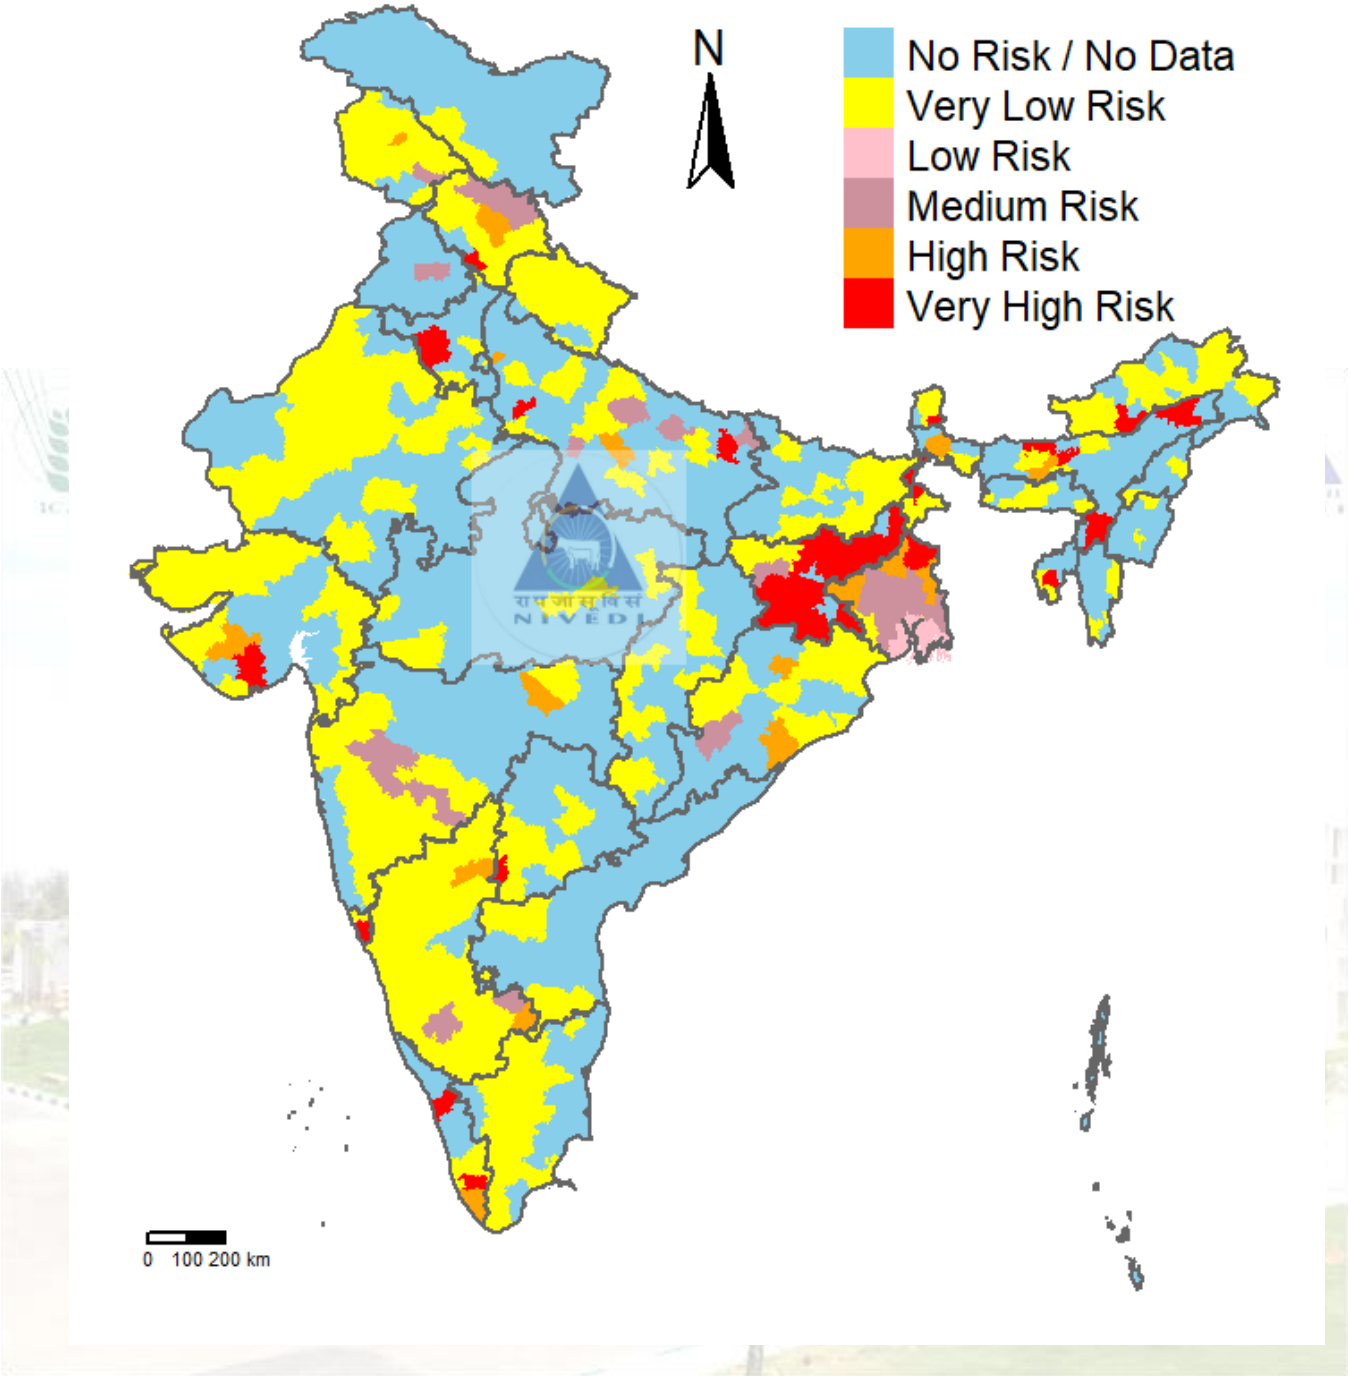 N
No Risk / No Data
Very Low Risk
Low Risk
Medium Risk
High Risk
Very High Risk
NIVEDI
0 100 200 km